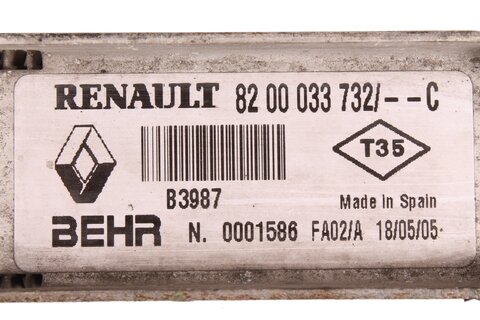 RENAULT 82 00 033 732/--C
T35
B3987 Made In Spain
BEHR N. 0001586 FA02/A 18/05/05